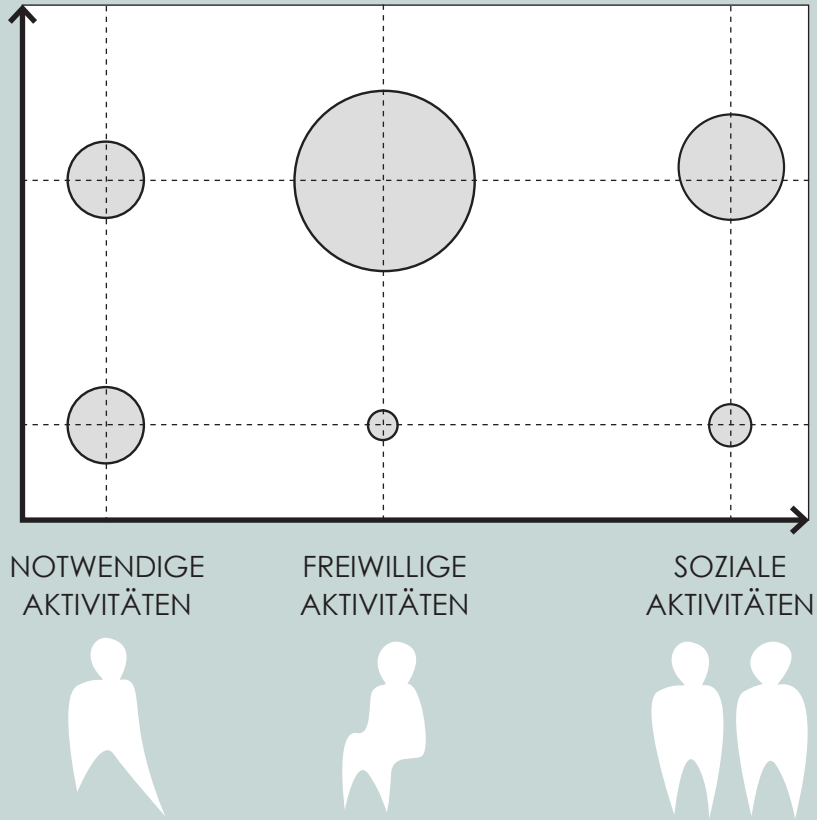 NOTWENDIGE
AKTIVITÄTEN
FREIWILLIGE
AKTIVITÄTEN
SOZIALE
AKTIVITÄTEN